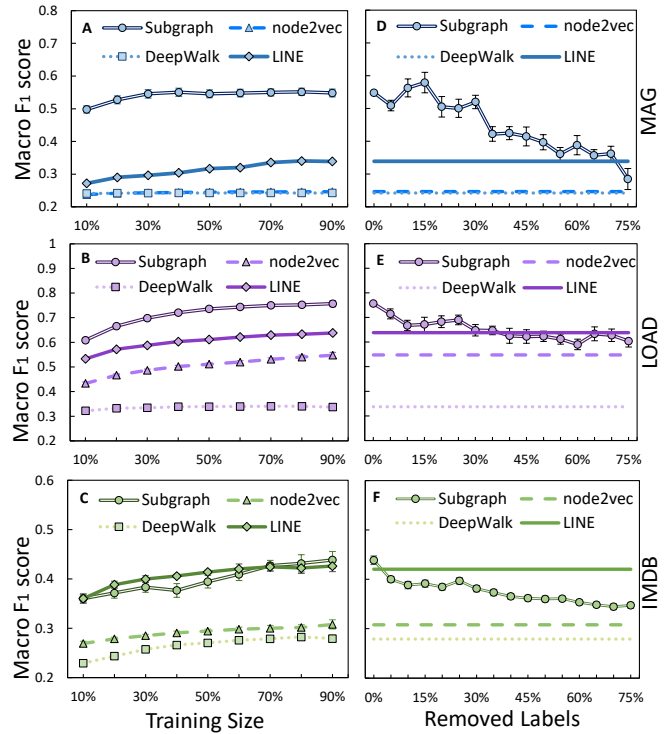 A Subgraph node2vec
DeepWalk LINE
Macro F1 score
0.7
0.6
0.5
0.4
0.3
0.2
10% 30% 50% 70% 90%
D Subgraph node2vec
DeepWalk LINE
0% 15% 30% 45% 60% 75%
MAG
B Subgraph node2vec
DeepWalk LINE
Macro F1 score
1
0.9
0.8
0.7
0.6
0.5
0.4
0.3
0.2
10% 30% 50% 70% 90%
E Subgraph node2vec
DeepWalk LINE
0% 15% 30% 45% 60% 75%
LOAD
C Subgraph node2vec
DeepWalk LINE
Macro F1 score
0.6
0.5
0.4
0.3
0.2
10% 30% 50% 70% 90%
Training Size
F Subgraph node2vec
DeepWalk LINE
0% 15% 30% 45% 60% 75%
Removed Labels
IMDB